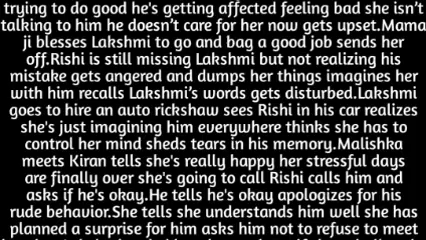 trying to do good he's getting affected feeling bad she isn't
talking to him he doesn't care for her now gets upset.Mama
ji blesses Lakshmi to go and bag a good job sends her
off.Rishi is still missing Lakshmi but not realizing his
mistake gets angered and dumps her things imagines her
with him recalls Lakshmi's words gets disturbed.Lakshmi
goes to hire an auto rickshaw sees Rishi in his car realizes
she's just imagining him everywhere thinks she has to
control her mind sheds tears in his memory.Malishka
meets Kiran tells she's really happy her stressful days
are finally over she's going to call Rishi calls him and
asks if he's okay.He tells he's okay apologizes for his
rude behavior.She tells she understands him well she has
planned a surprise for him asks him not to refuse to meet